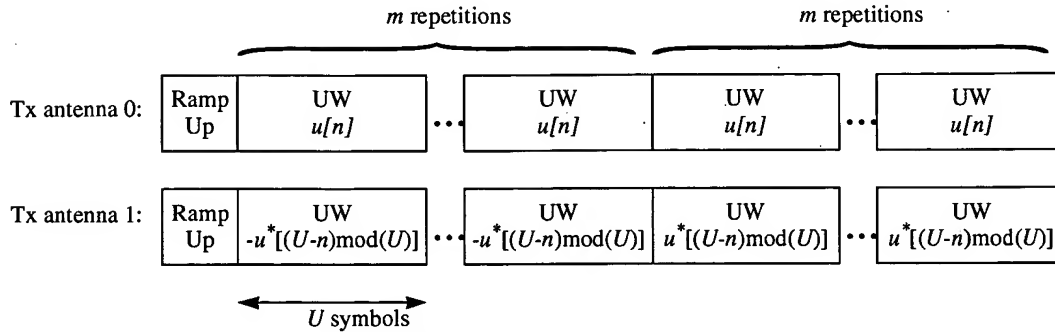 m repetitions m repetitions
Tx antenna 0: Ramp Up UW u[n] ••• UW u[n] UW u[n] ••• UW u[n]
Tx antenna 1: Ramp Up UW -u*[(U-n)mod(U)] ••• UW -u*[(U-n)mod(U)] UW u*[(U-n)mod(U)] ••• UW u*[(U-n)mod(U)]
U symbols